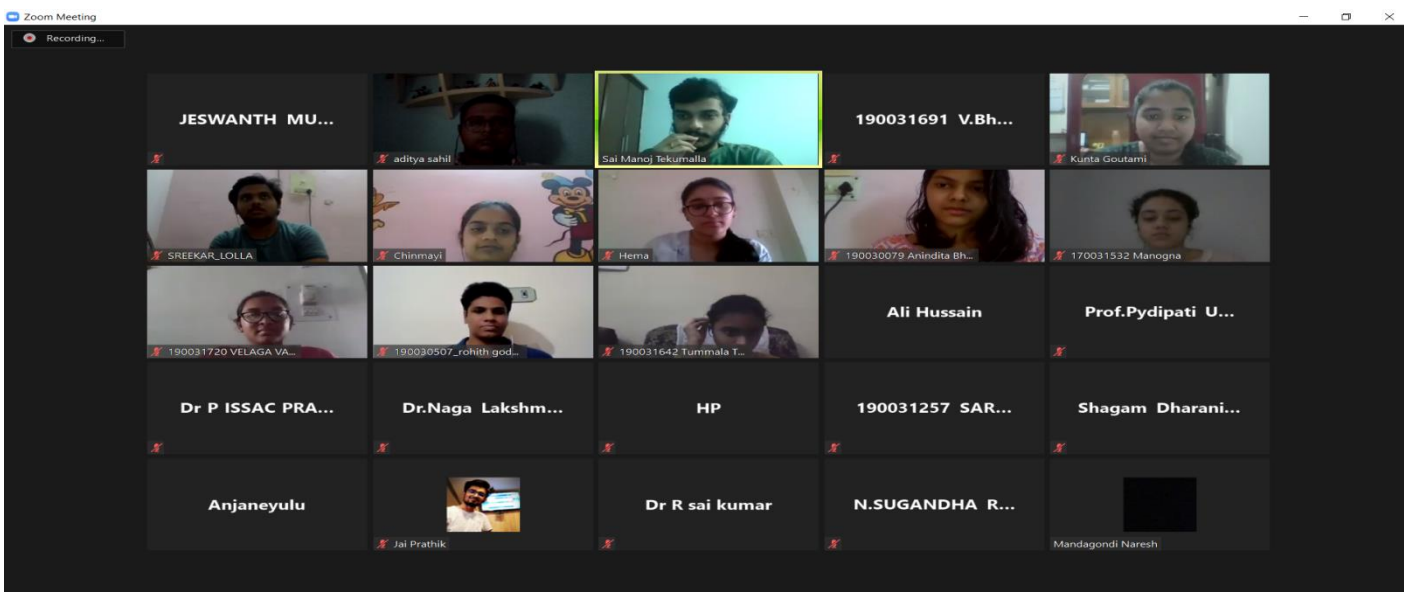 Zoom Meeting
Recording...
JESWANTH MU...
aditya sahil
Sai Manoj Tekumalla
190031691 V.Bh...
Kunta Goutami
SREEKAR_LOLLA
Chinmayi
Hema
190030079 Anindita Bh...
170031532 Manogna
190031720 VELAGA VA...
190030507_rohith god...
190031642 Tummala T...
Ali Hussain
Prof.Pydipati U...
Dr P ISSAC PRA...
Dr.Naga Lakshm...
HP
190031257 SAR...
Shagam Dharani...
Anjaneyulu
Jai Prathik
Dr R sai kumar
N.SUGANDHA R...
Mandagondi Naresh